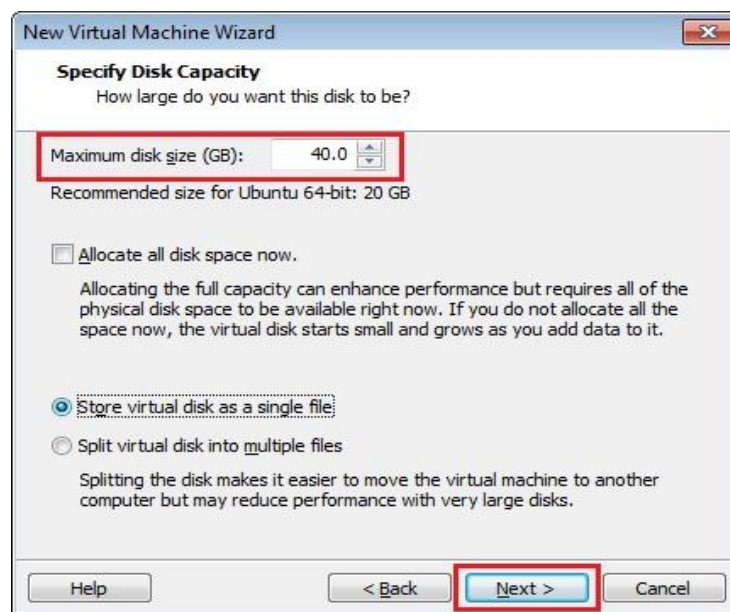 New Virtual Machine Wizard
Specify Disk Capacity
How large do you want this disk to be?
Maximum disk size (GB): 40.0
Recommended size for Ubuntu 64-bit: 20 GB
Allocate all disk space now.
Allocating the full capacity can enhance performance but requires all of the
physical disk space to be available right now. If you do not allocate all the
space now, the virtual disk starts small and grows as you add data to it.
Store virtual disk as a single file
Split virtual disk into multiple files
Splitting the disk makes it easier to move the virtual machine to another
computer but may reduce performance with very large disks.
Help < Back Next > Cancel